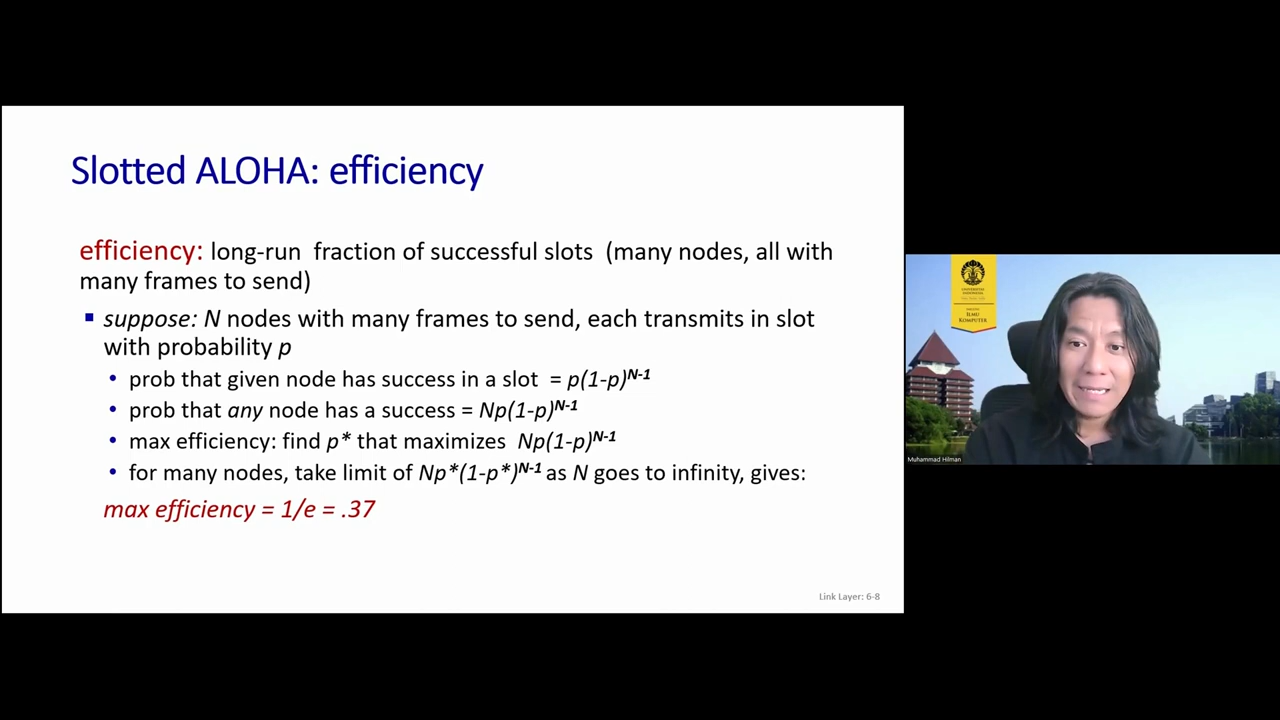 Slotted ALOHA: efficiency
efficiency: long-run fraction of successful slots (many nodes, all with
many frames to send)
▪ suppose: N nodes with many frames to send, each transmits in slot
with probability p
• prob that given node has success in a slot = p(1-p)^N-1
• prob that any node has a success = Np(1-p)^N-1
• max efficiency: find p* that maximizes Np(1-p)^N-1
• for many nodes, take limit of Np*(1-p*)^N-1 as N goes to infinity, gives:
max efficiency = 1/e = .37
Link Layer: 6-8
UNIVERSITAS
INDONESIA
ILMU
KOMPUTER
Muhammad Hilman